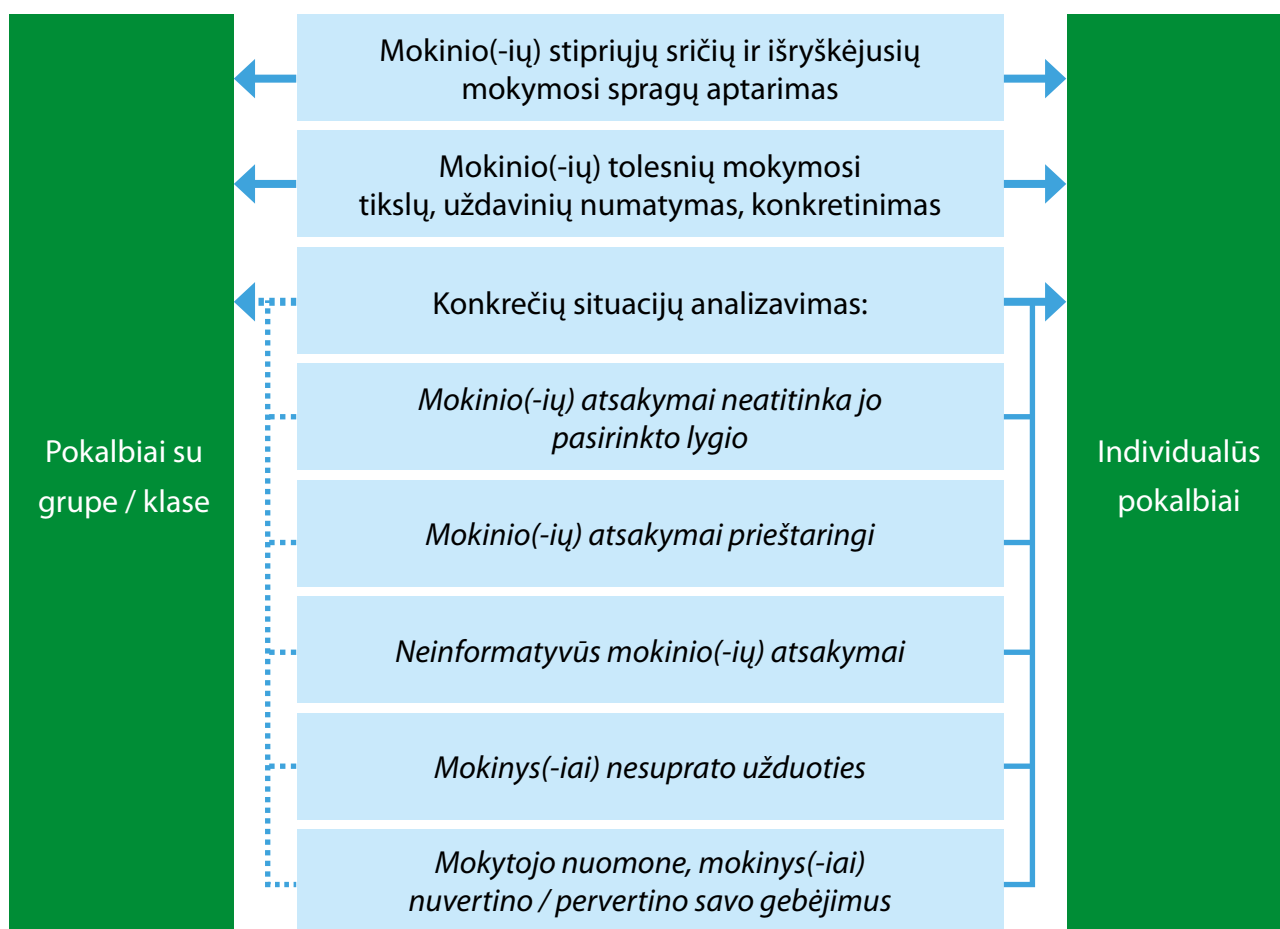 Mokinio(-ių) stipriųjų sričių ir išryškėjusių
mokymosi spragų aptarimas
Mokinio(-ių) tolesnių mokymosi
tikslų, uždavinių numatymas, konkretinimas
Konkrečių situacijų analizavimas:
Mokinio(-ių) atsakymai neatitinka jo
pasirinkto lygio
Pokalbiai su
grupe / klase
Individualūs
pokalbiai
Mokinio(-ių) atsakymai prieštaringi
Neinformatyvūs mokinio(-ių) atsakymai
Mokinys(-iai) nesuprato užduoties
Mokytojo nuomone, mokinys(-iai)
nuvertino / pervertino savo gebėjimus